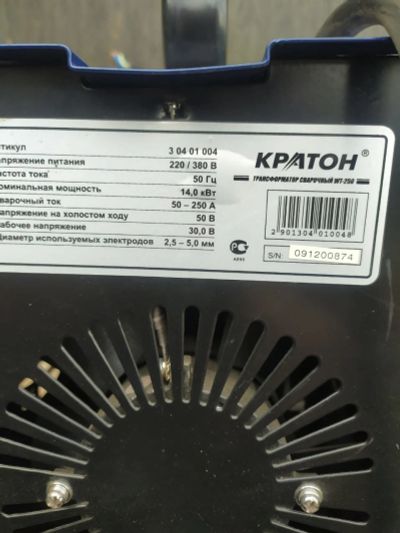 ртикул 3 04 01 004
апряжение питания 220 / 380 В
астота тока 50 Гц
оминальная мощность 14,0 кВт
варочный ток 50 – 250 А
апряжение на холостом ходу 50 В
абочее напряжение 30,0 В
Диаметр используемых электродов 2,5 – 5,0 мм
КРАТОН®
ТРАНСФОРМАТОР СВАРОЧНЫЙ WT-250
2 901304 010048
S/N: 091200874